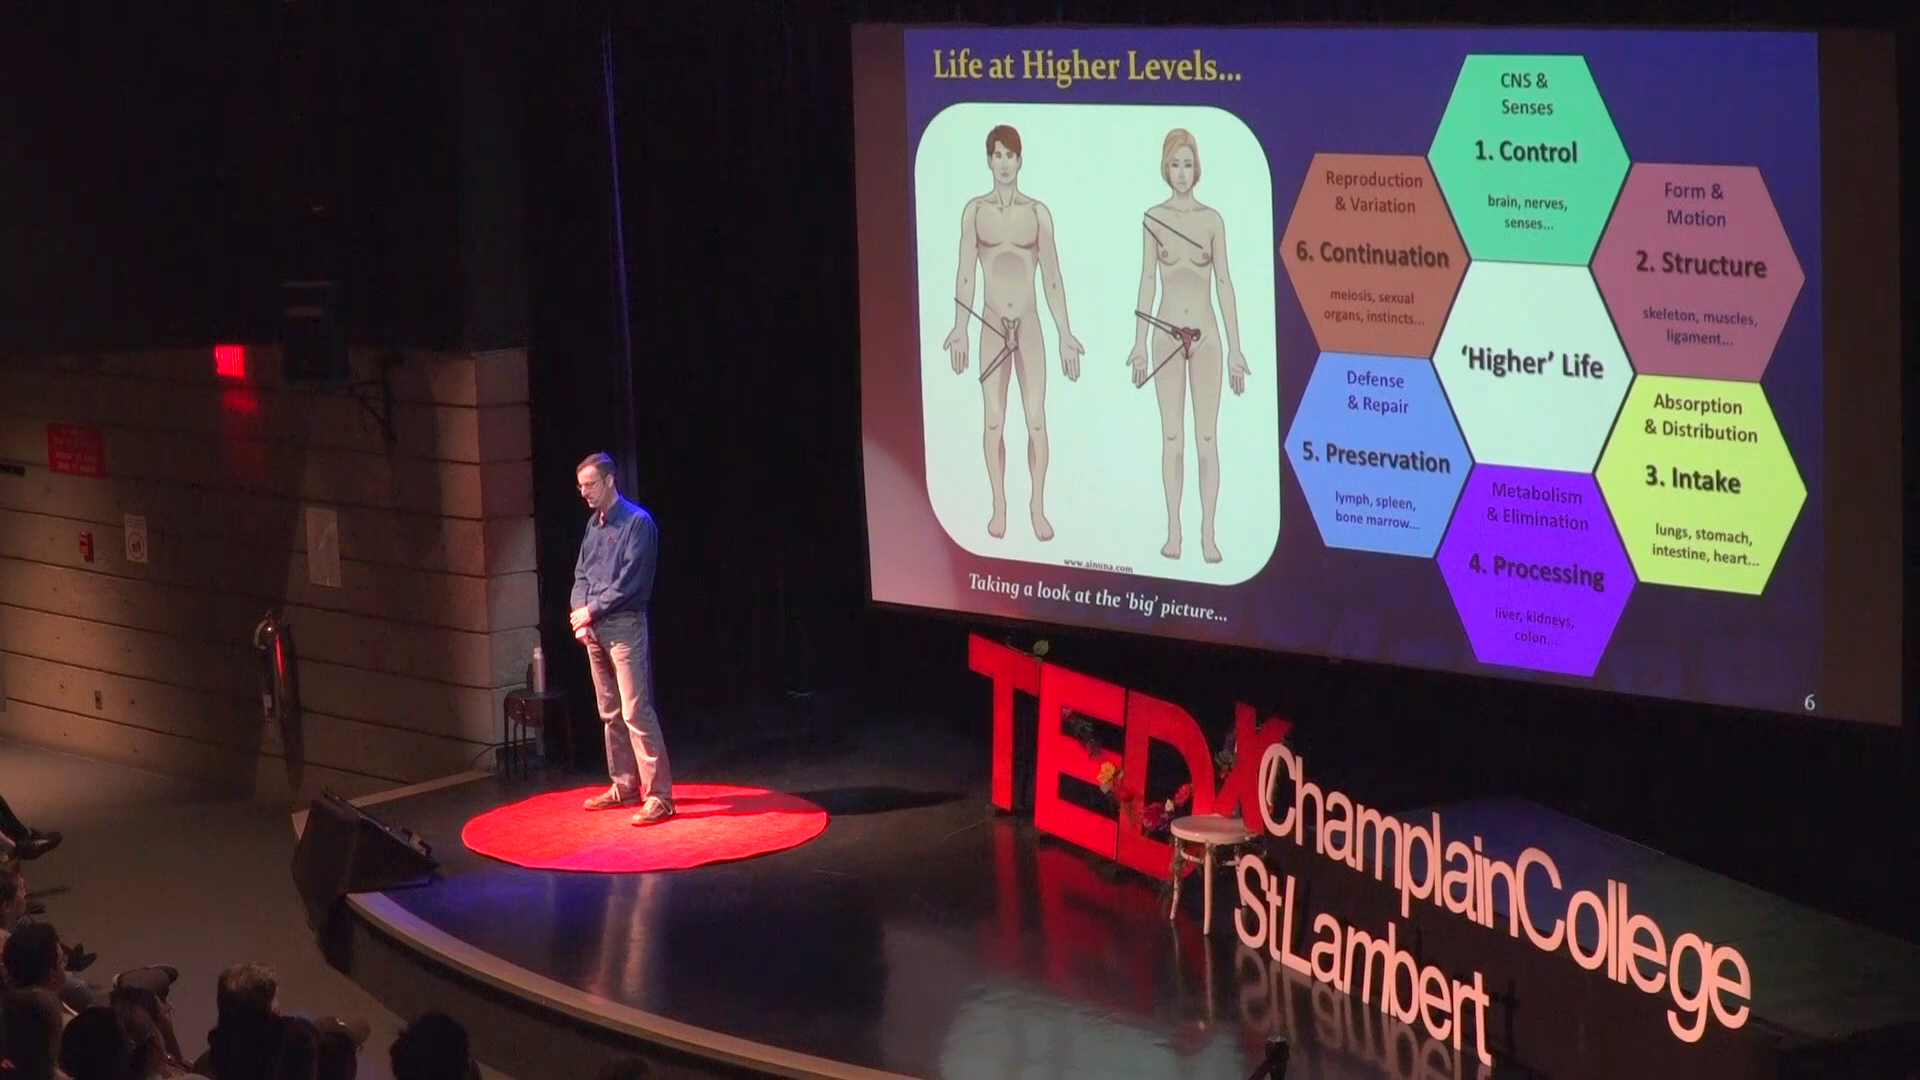 Life at Higher Levels...
www.ainuna.com
Taking a look at the 'big' picture...
CNS &
Senses
1. Control
brain, nerves,
senses...
Form &
Motion
2. Structure
skeleton, muscles,
ligament...
Absorption
& Distribution
3. Intake
lungs, stomach,
intestine, heart...
Metabolism
& Elimination
4. Processing
liver, kidneys,
colon...
Defense
& Repair
5. Preservation
lymph, spleen,
bone marrow...
Reproduction
& Variation
6. Continuation
meiosis, sexual
organs, instincts...
'Higher' Life
6
TEDx
ChamplainCollege
StLambert